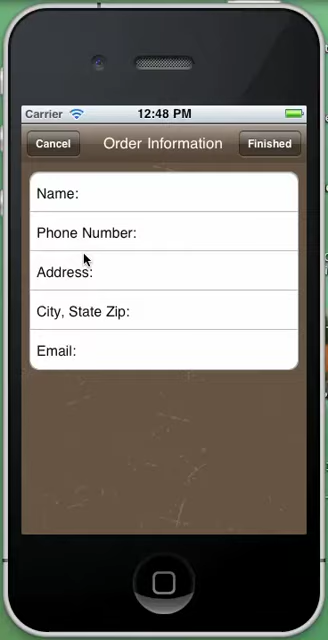 Carrier 12:48 PM
Cancel Order Information Finished
Name:
Phone Number:
Address:
City, State Zip:
Email: